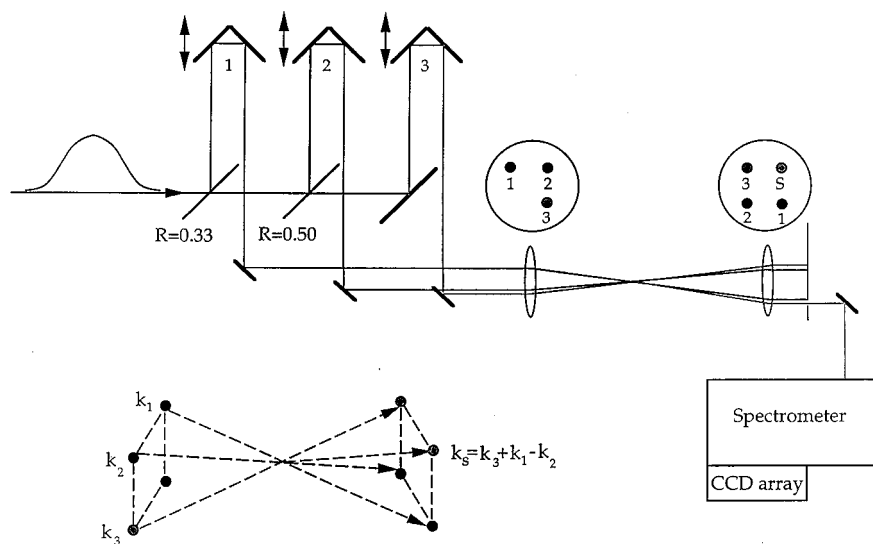 1
2
3
R=0.33
R=0.50
1 2
3
3 S
2 1
k1
k2
k3
kS=k3+k1-k2
Spectrometer
CCD array